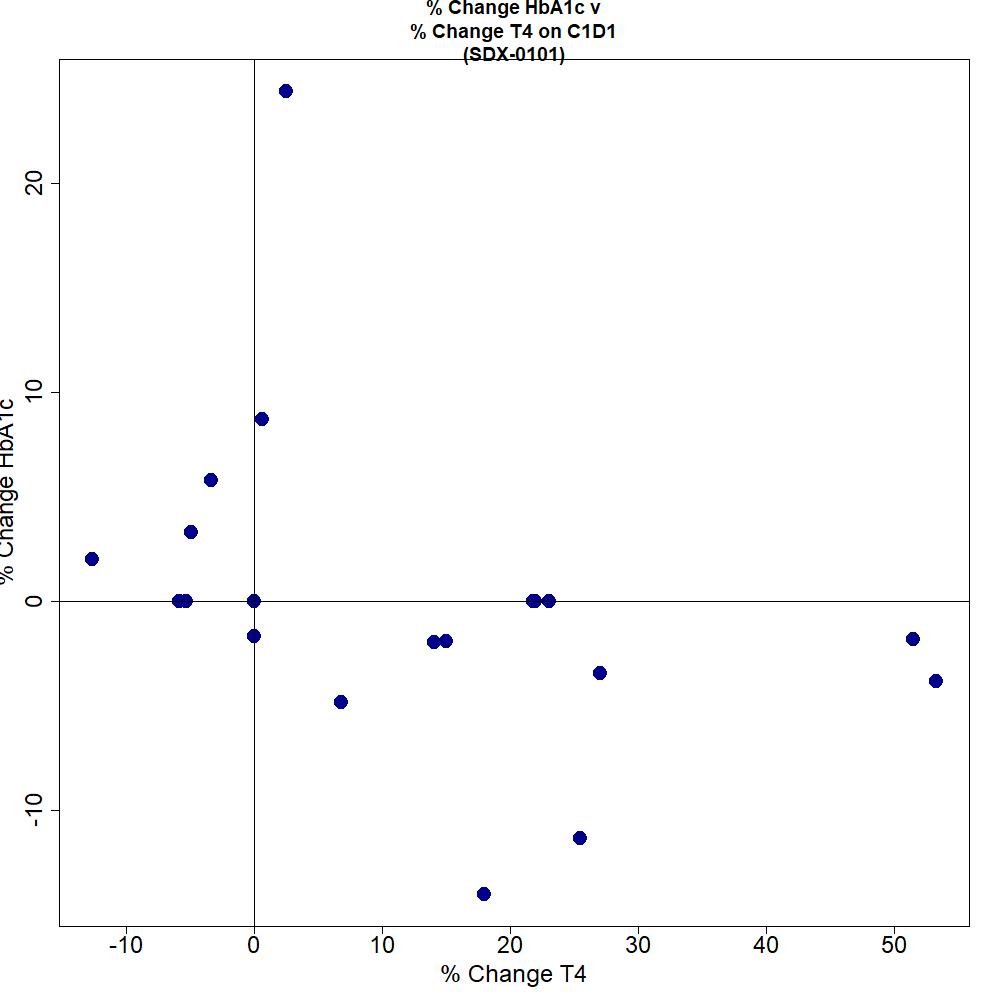 % Change HbA1c v
% Change T4 on C1D1
(SDX-0101)
% Change HbA1c
20
10
0
-10
-10
0
10
20
30
40
50
% Change T4